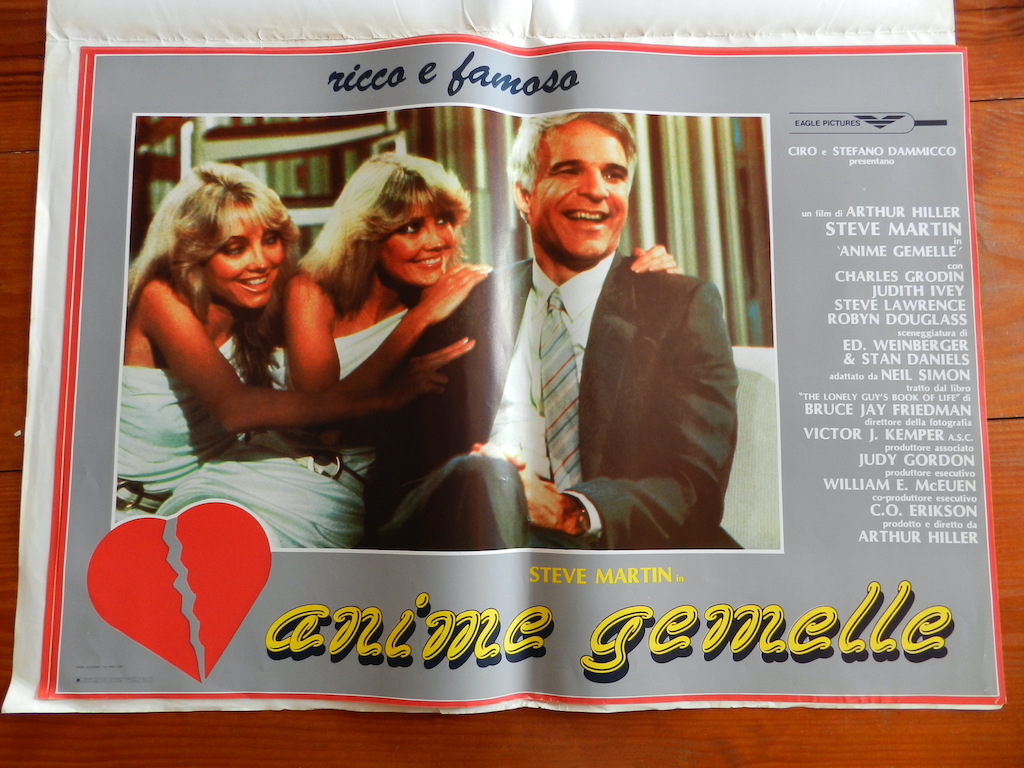 ricco e famoso
EAGLE PICTURES
CIRO e STEFANO DAMMICCO
presentano
un film di ARTHUR HILLER
STEVE MARTIN
in
'ANIME GEMELLE'
con
CHARLES GRODIN
JUDITH IVEY
STEVE LAWRENCE
ROBYN DOUGLASS
sceneggiatura di
ED. WEINBERGER
& STAN DANIELS
adattato da NEIL SIMON
tratto dal libro
"THE LONELY GUY'S BOOK OF LIFE" di
BRUCE JAY FRIEDMAN
direttore della fotografia
VICTOR J. KEMPER A.S.C.
produttore associato
JUDY GORDON
produttore esecutivo
WILLIAM E. McEUEN
co-produttore esecutivo
C.O. ERIKSON
prodotto e diretto da
ARTHUR HILLER
STEVE MARTIN in
anime gemelle